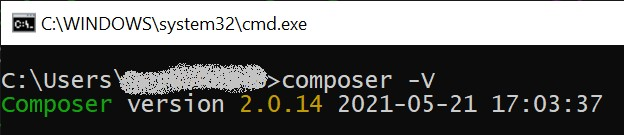 C:\WINDOWS\system32\cmd.exe
C:\Users\>composer -V
Composer version 2.0.14 2021-05-21 17:03:37